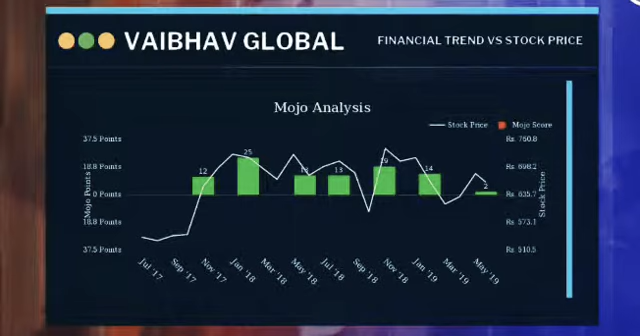 VAIBHAV GLOBAL
FINANCIAL TREND VS STOCK PRICE
Mojo Analysis
Stock Price Mojo Score
37.5 Points
18.8 Points
0 Points
18.8 Points
37.5 Points
Mojo Points
12
25
13
13
19
14
2
Rs. 760.8
Rs. 698.2
Rs. 635.7
Rs. 573.1
Rs. 510.5
Stock Price
Jul '17
Sep '17
Nov '17
Jan '18
Mar '18
May '18
Jul '18
Sep '18
Nov '18
Jan '19
Mar '19
May '19